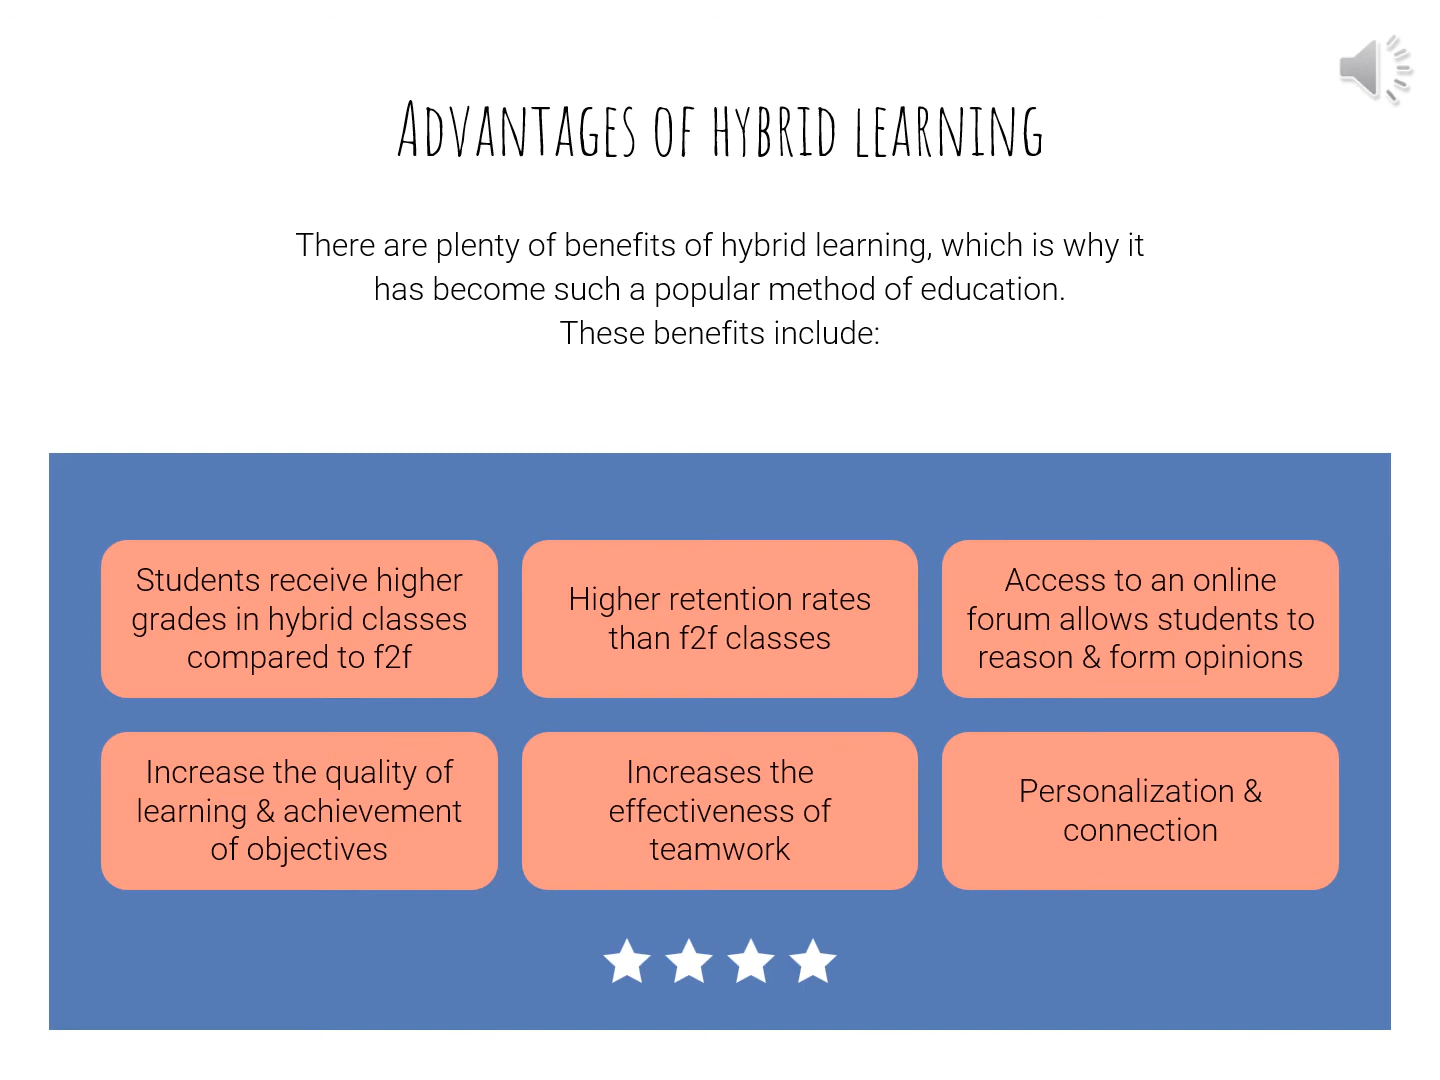 Advantages of hybrid learning
There are plenty of benefits of hybrid learning, which is why it
has become such a popular method of education.
These benefits include:
Students receive higher
grades in hybrid classes
compared to f2f
Higher retention rates
than f2f classes
Access to an online
forum allows students to
reason & form opinions
Increase the quality of
learning & achievement
of objectives
Increases the
effectiveness of
teamwork
Personalization &
connection